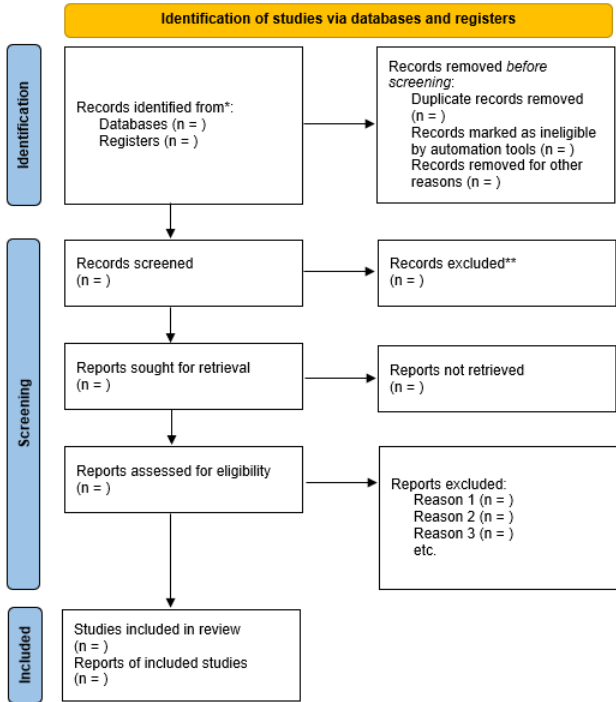 Identification of studies via databases and registers
Identification
Records identified from*:
Databases (n = )
Registers (n = )
Records removed before
screening:
Duplicate records removed
(n = )
Records marked as ineligible
by automation tools (n = )
Records removed for other
reasons (n = )
Screening
Records screened
(n = )
Records excluded**
(n = )
Reports sought for retrieval
(n = )
Reports not retrieved
(n = )
Reports assessed for eligibility
(n = )
Reports excluded:
Reason 1 (n = )
Reason 2 (n = )
Reason 3 (n = )
etc.
Included
Studies included in review
(n = )
Reports of included studies
(n = )